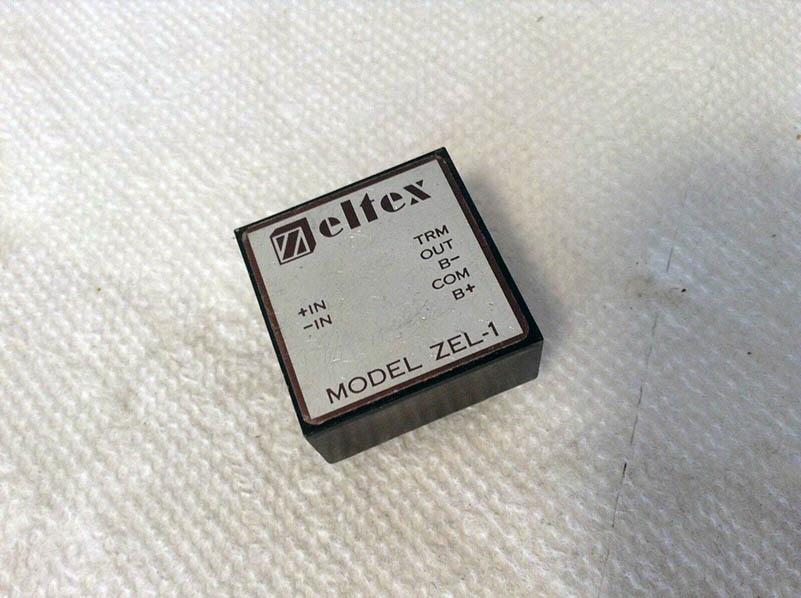 Zeltex
TRM
OUT
B-
COM
B+
+IN
-IN
MODEL ZEL-1